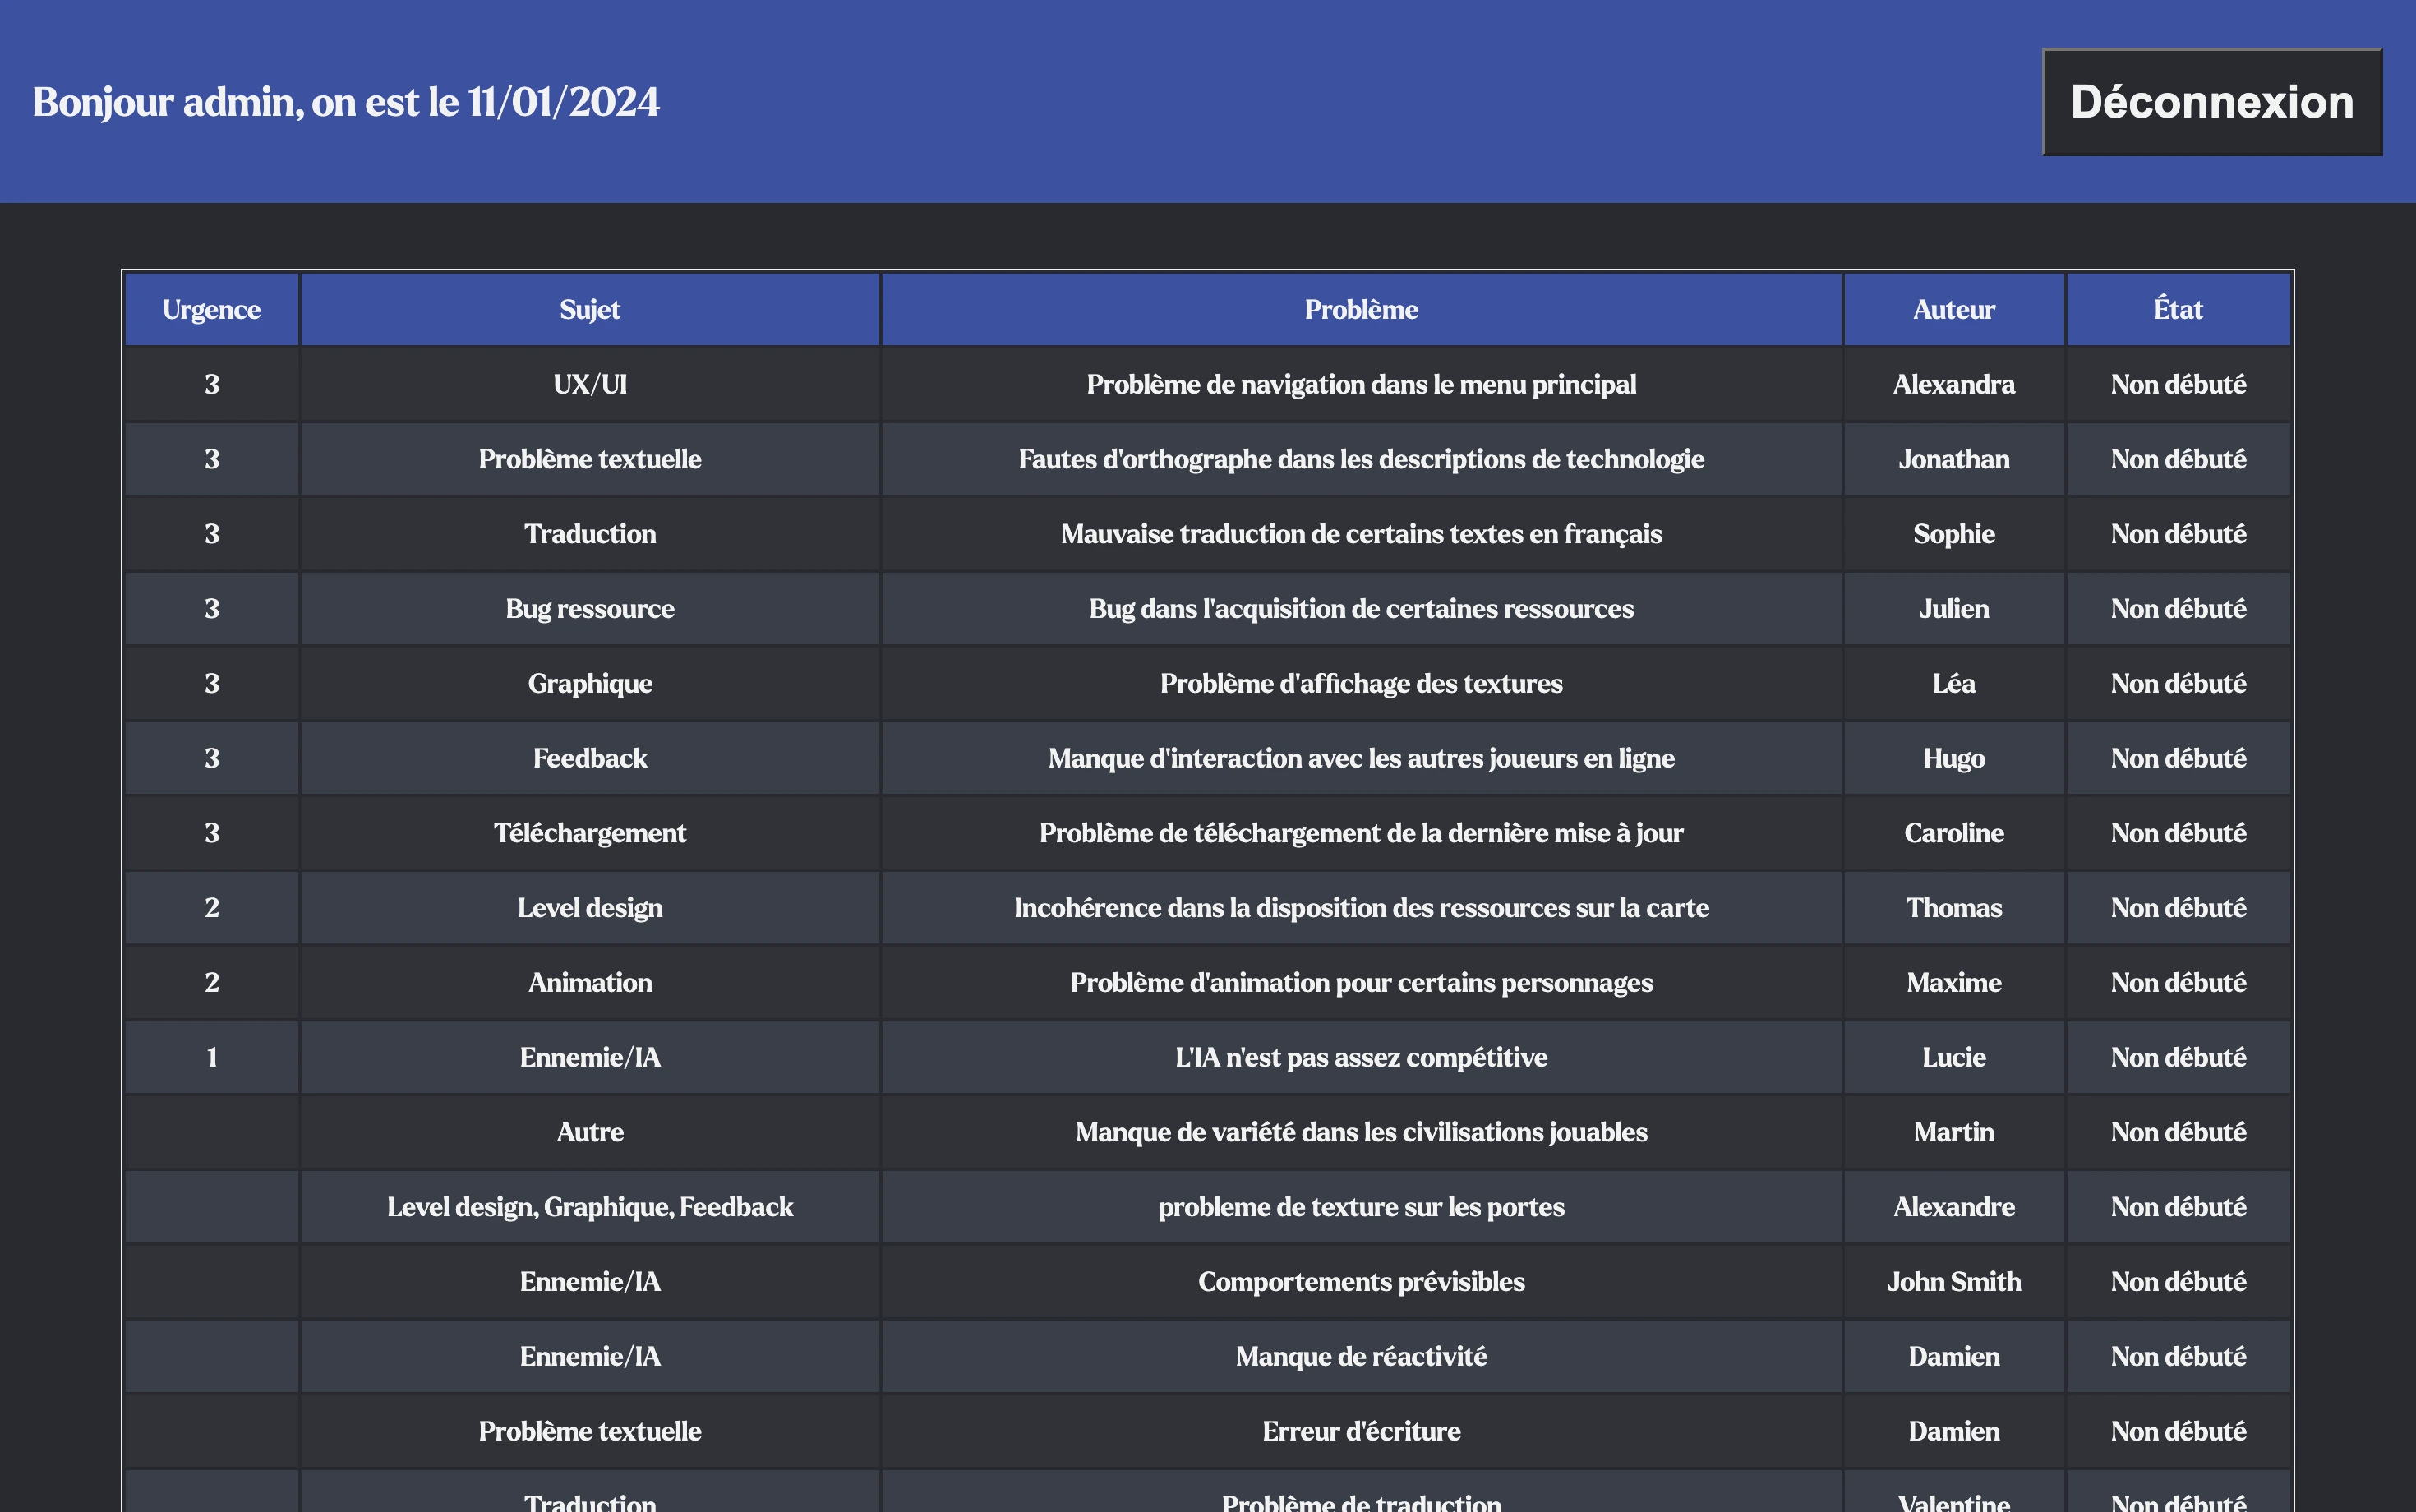 Bonjour admin, on est le 11/01/2024
Déconnexion
Urgence Sujet Problème Auteur État
3 UX/UI Problème de navigation dans le menu principal Alexandra Non débuté
3 Problème textuelle Fautes d'orthographe dans les descriptions de technologie Jonathan Non débuté
3 Traduction Mauvaise traduction de certains textes en français Sophie Non débuté
3 Bug ressource Bug dans l'acquisition de certaines ressources Julien Non débuté
3 Graphique Problème d'affichage des textures Léa Non débuté
3 Feedback Manque d'interaction avec les autres joueurs en ligne Hugo Non débuté
3 Téléchargement Problème de téléchargement de la dernière mise à jour Caroline Non débuté
2 Level design Incohérence dans la disposition des ressources sur la carte Thomas Non débuté
2 Animation Problème d'animation pour certains personnages Maxime Non débuté
1 Ennemie/IA L'IA n'est pas assez compétitive Lucie Non débuté
Autre Manque de variété dans les civilisations jouables Martin Non débuté
Level design, Graphique, Feedback probleme de texture sur les portes Alexandre Non débuté
Ennemie/IA Comportements prévisibles John Smith Non débuté
Ennemie/IA Manque de réactivité Damien Non débuté
Problème textuelle Erreur d'écriture Damien Non débuté
Traduction Problème de traduction Valentine Non débuté